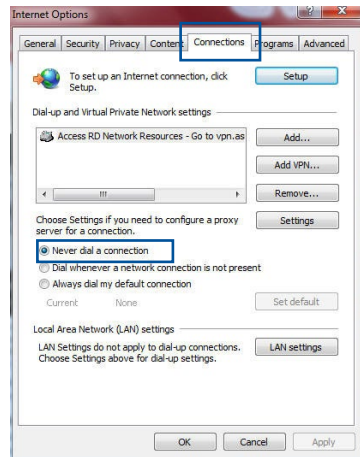 Internet Options
General Security Privacy Content Connections Programs Advanced
To set up an Internet connection, click
Setup.
Setup
Dial-up and Virtual Private Network settings
Access RD Network Resources - Go to vpn.as
Add...
Add VPN...
Remove...
Choose Settings if you need to configure a proxy
server for a connection.
Settings
Never dial a connection
Dial whenever a network connection is not present
Always dial my default connection
Current None
Set default
Local Area Network (LAN) settings
LAN Settings do not apply to dial-up connections.
Choose Settings above for dial-up settings.
LAN settings
OK Cancel Apply